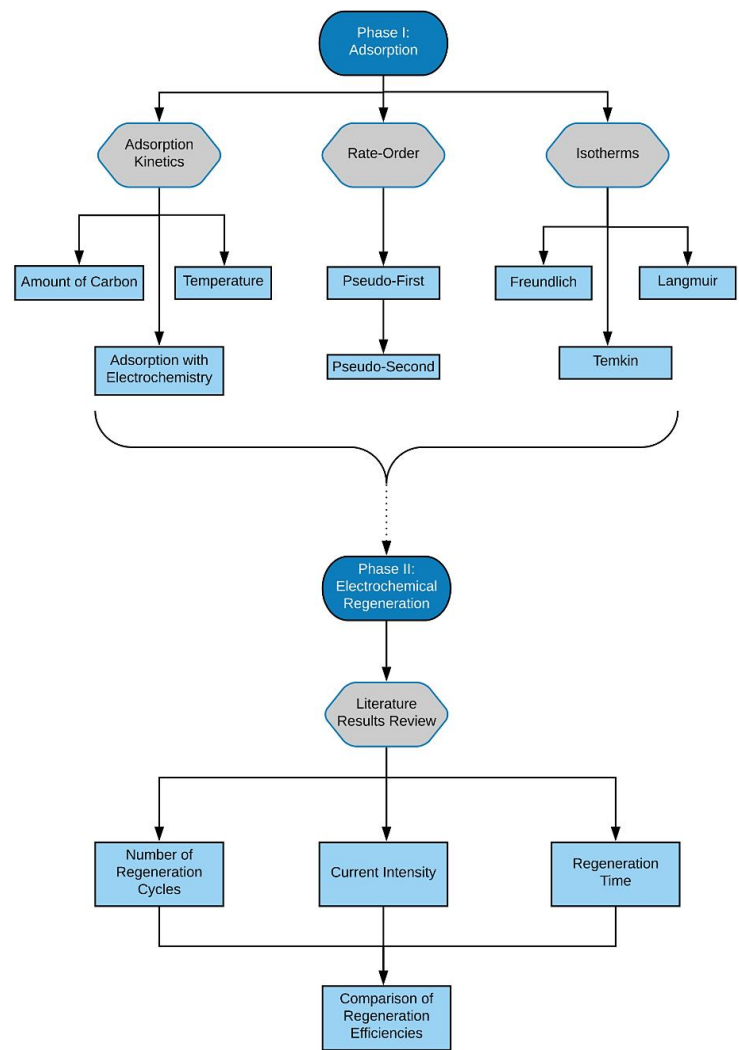 Phase I:
Adsorption
Adsorption
Kinetics
Rate-Order
Isotherms
Amount of Carbon
Temperature
Pseudo-First
Freundlich
Langmuir
Adsorption with
Electrochemistry
Pseudo-Second
Temkin
Phase II:
Electrochemical
Regeneration
Literature
Results Review
Number of
Regeneration
Cycles
Current Intensity
Regeneration
Time
Comparison of
Regeneration
Efficiencies